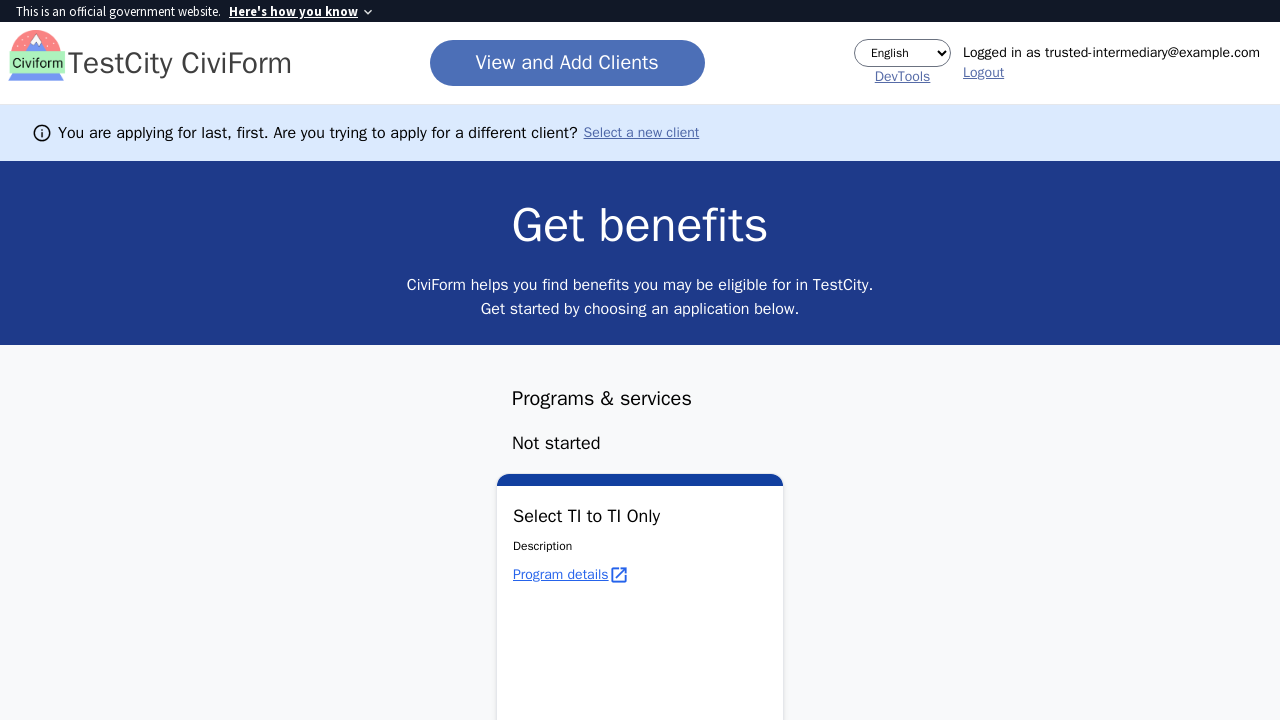 This is an official government website. Here's how you know
Civiform
TestCity CiviForm
View and Add Clients
English
DevTools
Logged in as trusted-intermediary@example.com
Logout
You are applying for last, first. Are you trying to apply for a different client? Select a new client
Get benefits
CiviForm helps you find benefits you may be eligible for in TestCity.
Get started by choosing an application below.
Programs & services
Not started
Select TI to TI Only
Description
Program details